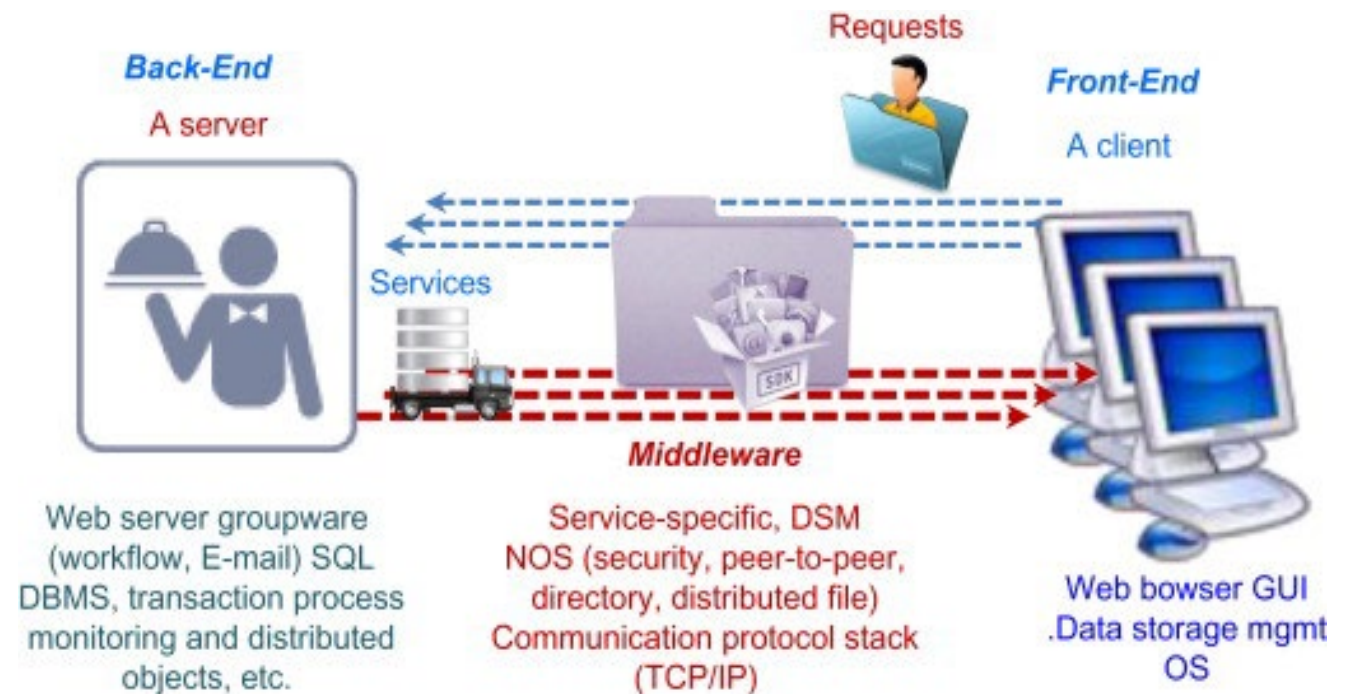 Requests
Back-End
Front-End
A server
A client
Services
SDK
Middleware
Web server groupware
(workflow, E-mail) SQL
DBMS, transaction process
monitoring and distributed
objects, etc.
Service-specific, DSM
NOS (security, peer-to-peer,
directory, distributed file)
Communication protocol stack
(TCP/IP)
Web bowser GUI
.Data storage mgmt
OS